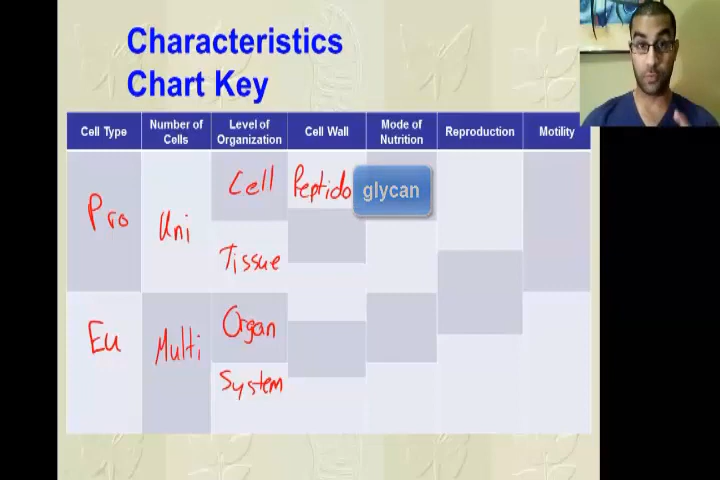 Characteristics
Chart Key
Cell Type
Number of
Cells
Level of
Organization
Cell Wall
Mode of
Nutrition
Reproduction
Motility
Pro
Uni
Cell
Peptido
glycan
Tissue
Eu
Multi
Organ
System